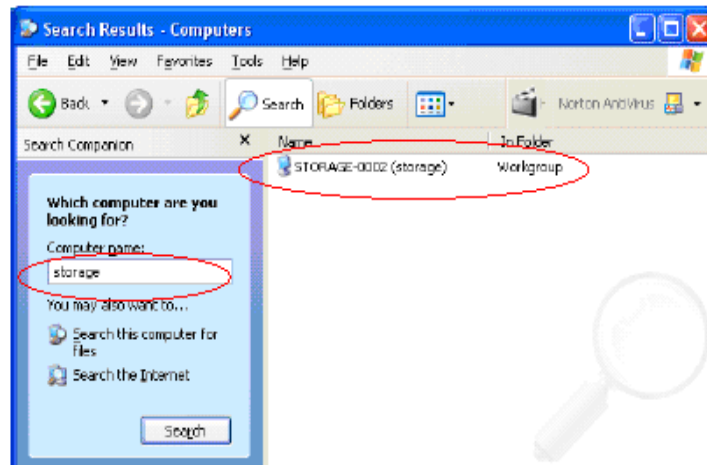 Search Results - Computers
File Edit View Favorites Tools Help
Back Search Folders Norton AntiVirus
Search Companion Name In Folder
STORAGE-0002 (storage) Workgroup
Which computer are you
looking for?
Computer name:
storage
You may also want to...
Search this computer for
files
Search the Internet
Search